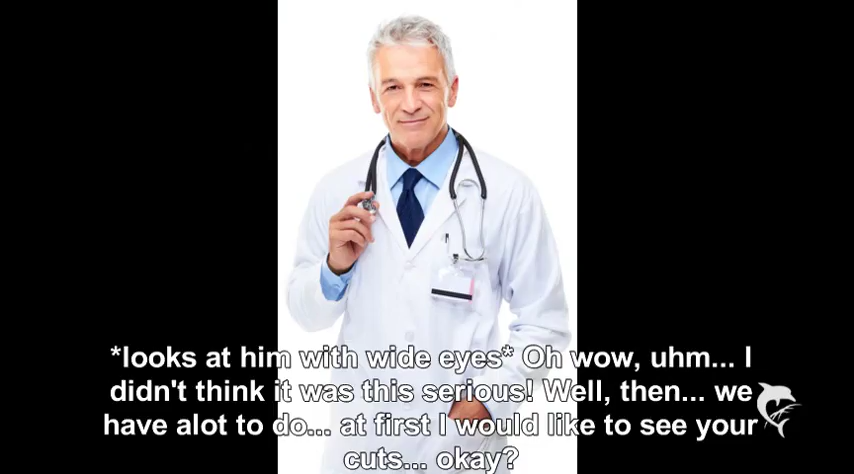 *looks at him with wide eyes* Oh wow, uhm... I
didn't think it was this serious! Well, then... we
have alot to do... at first I would like to see your
cuts... okay?